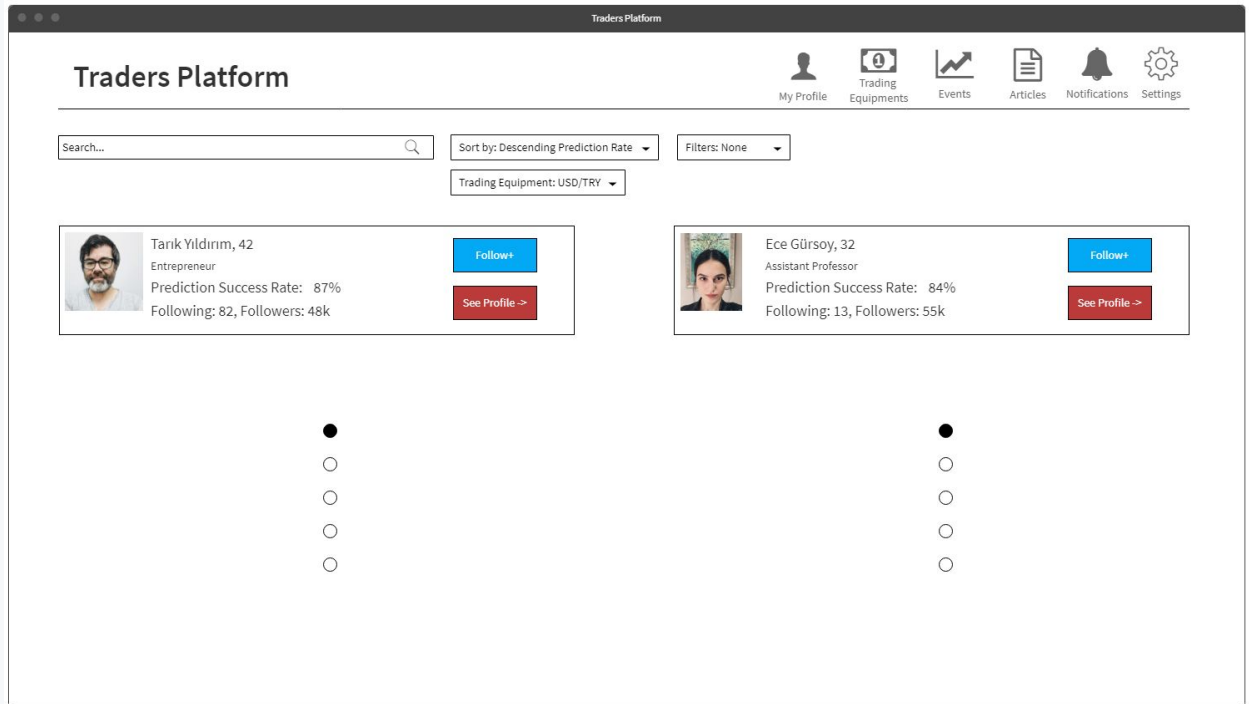 Traders Platform
Traders Platform
My Profile
Trading
Equipments
Events
Articles
Notifications
Settings
Search...
Sort by: Descending Prediction Rate
Filters: None
Trading Equipment: USD/TRY
Tarık Yıldırım, 42
Entrepreneur
Prediction Success Rate: 87%
Following: 82, Followers: 48k
Follow+
See Profile ->
Ece Gürsoy, 32
Assistant Professor
Prediction Success Rate: 84%
Following: 13, Followers: 55k
Follow+
See Profile ->